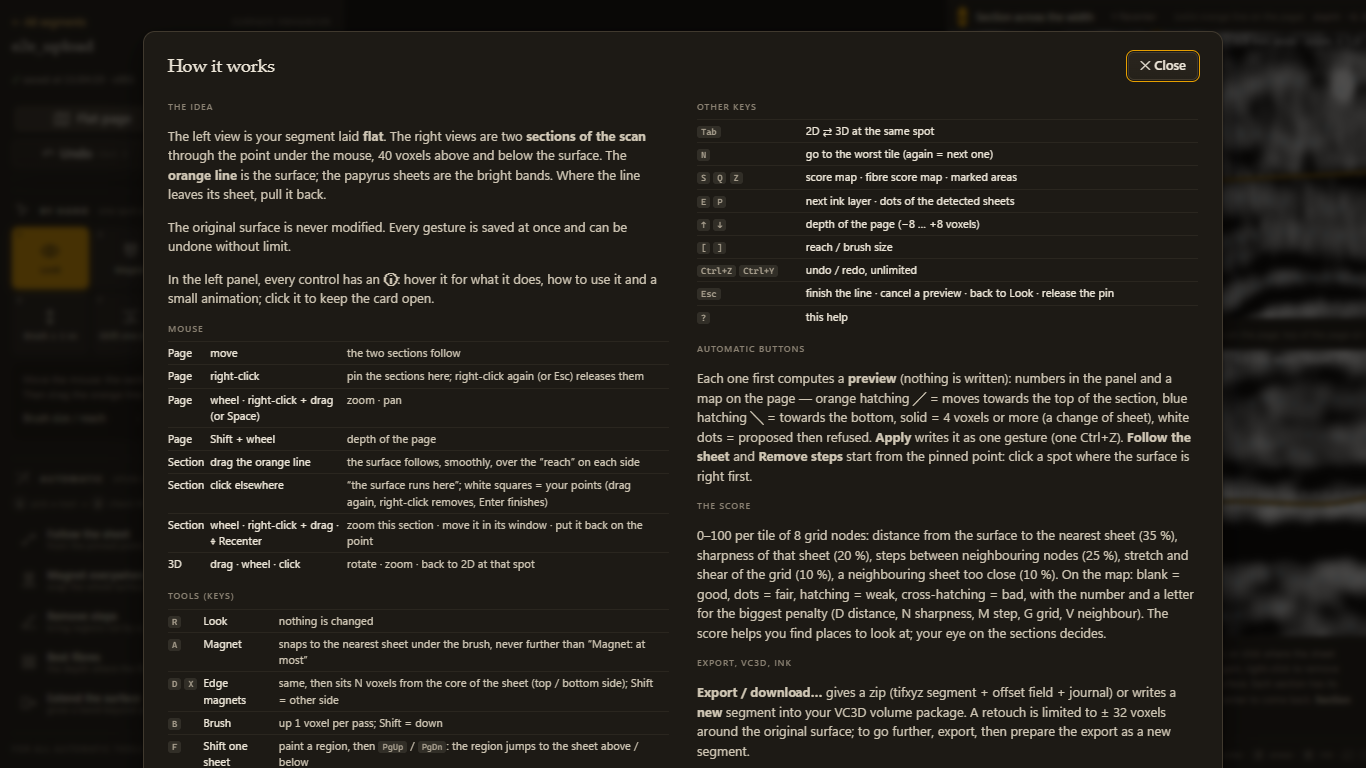 How it works
Close
THE IDEA
The left view is your segment laid flat. The right views are two sections of the scan
through the point under the mouse, 40 voxels above and below the surface. The
orange line is the surface; the papyrus sheets are the bright bands. Where the line
leaves its sheet, pull it back.
The original surface is never modified. Every gesture is saved at once and can be
undone without limit.
In the left panel, every control has an ⓘ: hover it for what it does, how to use it and a
small animation; click it to keep the card open.
MOUSE
Page move the two sections follow
Page right-click pin the sections here; right-click again (or Esc) releases them
Page wheel · right-click + drag zoom · pan
(or Space)
Page Shift + wheel depth of the page
Section drag the orange line the surface follows, smoothly, over the "reach" on each side
Section click elsewhere "the surface runs here"; white squares = your points (drag
again, right-click removes, Enter finishes)
Section wheel · right-click + drag · zoom this section · move it in its window · put it back on the
⌖ Recenter point
3D drag · wheel · click rotate · zoom · back to 2D at that spot
TOOLS (KEYS)
R Look nothing is changed
A Magnet snaps to the nearest sheet under the brush, never further than "Magnet: at
most"
D X Edge same, then sits N voxels from the core of the sheet (top / bottom side); Shift
magnets = other side
B Brush up 1 voxel per pass; Shift = down
F Shift one paint a region, then PgUp / PgDn: the region jumps to the sheet above /
sheet below
OTHER KEYS
Tab 2D ⇄ 3D at the same spot
N go to the worst tile (again = next one)
S Q Z score map · fibre score map · marked areas
E P next ink layer · dots of the detected sheets
↑ ↓ depth of the page (−8 … +8 voxels)
[ ] reach / brush size
Ctrl+Z Ctrl+Y undo / redo, unlimited
Esc finish the line · cancel a preview · back to Look · release the pin
? this help
AUTOMATIC BUTTONS
Each one first computes a preview (nothing is written): numbers in the panel and a
map on the page — orange hatching ╱ = moves towards the top of the section, blue
hatching ╲ = towards the bottom, solid = 4 voxels or more (a change of sheet), white
dots = proposed then refused. Apply writes it as one gesture (one Ctrl+Z). Follow the
sheet and Remove steps start from the pinned point: click a spot where the surface is
right first.
THE SCORE
0–100 per tile of 8 grid nodes: distance from the surface to the nearest sheet (35 %),
sharpness of that sheet (20 %), steps between neighbouring nodes (25 %), stretch and
shear of the grid (10 %), a neighbouring sheet too close (10 %). On the map: blank =
good, dots = fair, hatching = weak, cross-hatching = bad, with the number and a letter
for the biggest penalty (D distance, N sharpness, M step, G grid, V neighbour). The
score helps you find places to look at; your eye on the sections decides.
EXPORT, VC3D, INK
Export / download… gives a zip (tifxyz segment + offset field + journal) or writes a
new segment into your VC3D volume package. A retouch is limited to ± 32 voxels
around the original surface; to go further, export, then prepare the export as a new
segment.